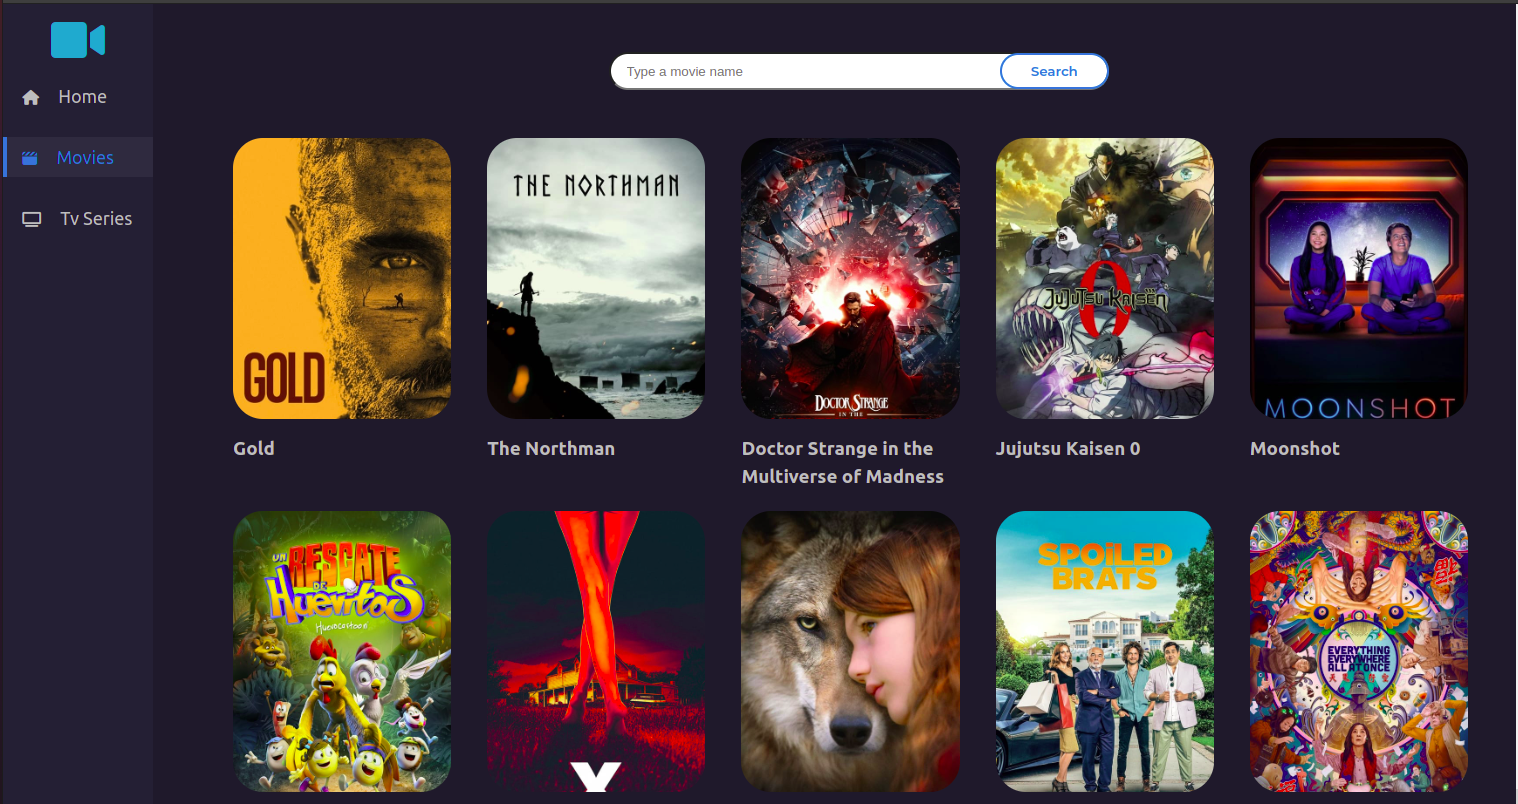 Type a movie name
Search
Home
Movies
Tv Series
THE NORTHMAN
GOLD
DOCTOR STRANGE
IN THE
JUJUTSU KAISEN
0
MOONSHOT
Gold
The Northman
Doctor Strange in the
Multiverse of Madness
Jujutsu Kaisen 0
Moonshot
UN
RESCATE
DE
Huevitos
Huevocartoon
X
SPOILED
BRATS
EVERYTHING
EVERYWHERE
ALL AT ONCE